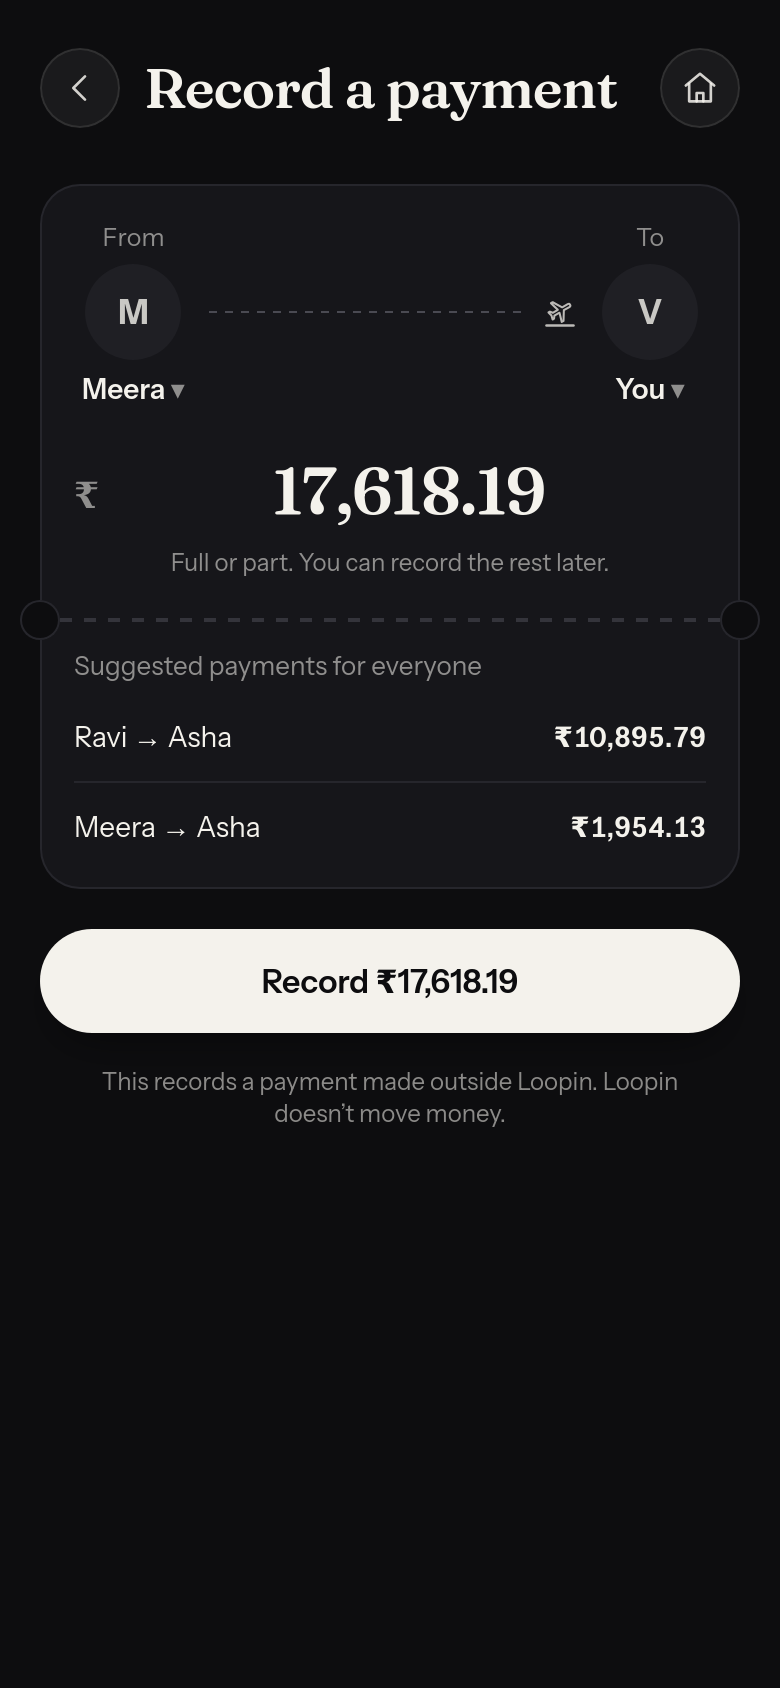 Record a payment
From
To
M
V
Meera ▾
You ▾
₹ 17,618.19
Full or part. You can record the rest later.
Suggested payments for everyone
Ravi → Asha ₹10,895.79
Meera → Asha ₹1,954.13
Record ₹17,618.19
This records a payment made outside Loopin. Loopin
doesn’t move money.